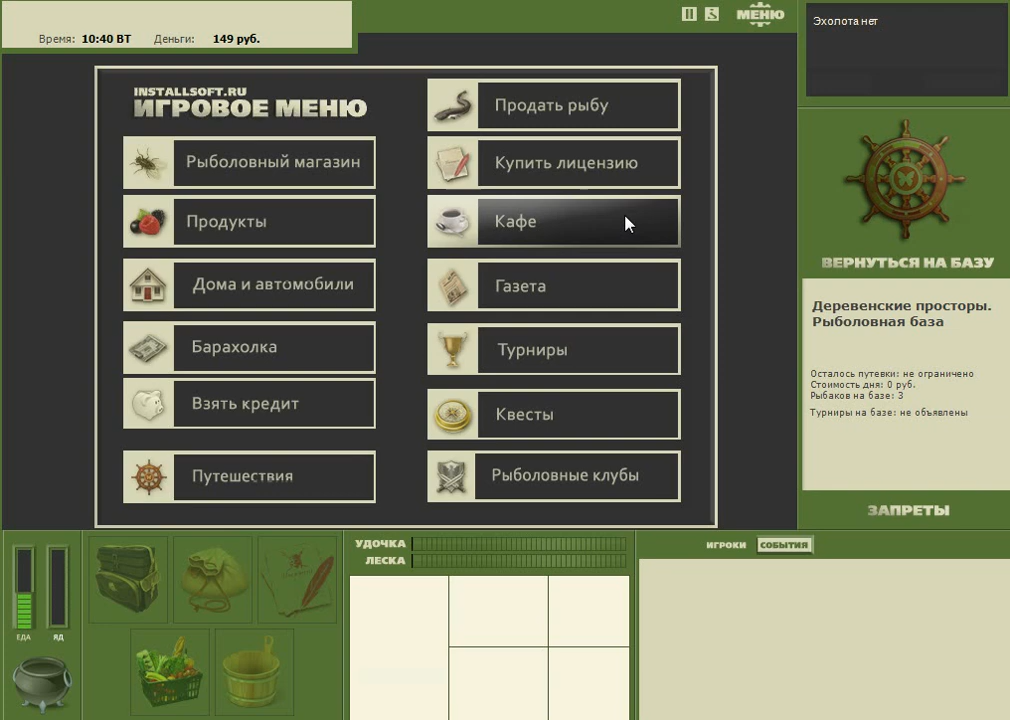 Время: 10:40 ВТ Деньги: 149 руб.
МЕНЮ
Эхолота нет
INSTALLSOFT.RU
ИГРОВОЕ МЕНЮ
Рыболовный магазин
Продукты
Дома и автомобили
Барахолка
Взять кредит
Путешествия
Продать рыбу
Купить лицензию
Кафе
Газета
Турниры
Квесты
Рыболовные клубы
ВЕРНУТЬСЯ НА БАЗУ
Деревенские просторы.
Рыболовная база
Осталось путевки: не ограничено
Стоимость дня: 0 руб.
Рыбаков на базе: 3
Турниры на базе: не объявлены
ЗАПРЕТЫ
ЕДА
ЯД
УДОЧКА
ЛЕСКА
ИГРОКИ СОБЫТИЯ